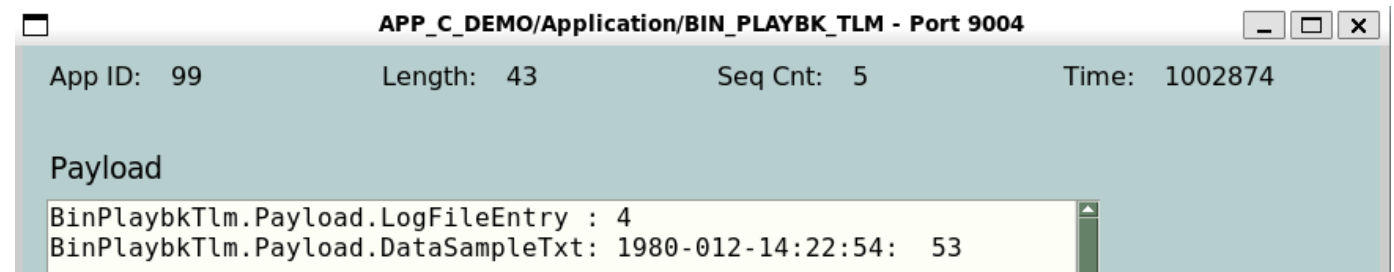 APP_C_DEMO/Application/BIN_PLAYBK_TLM - Port 9004
App ID: 99 Length: 43 Seq Cnt: 5 Time: 1002874
Payload
BinPlaybkTlm.Payload.LogFileEntry : 4
BinPlaybkTlm.Payload.DataSampleTxt: 1980-012-14:22:54: 53